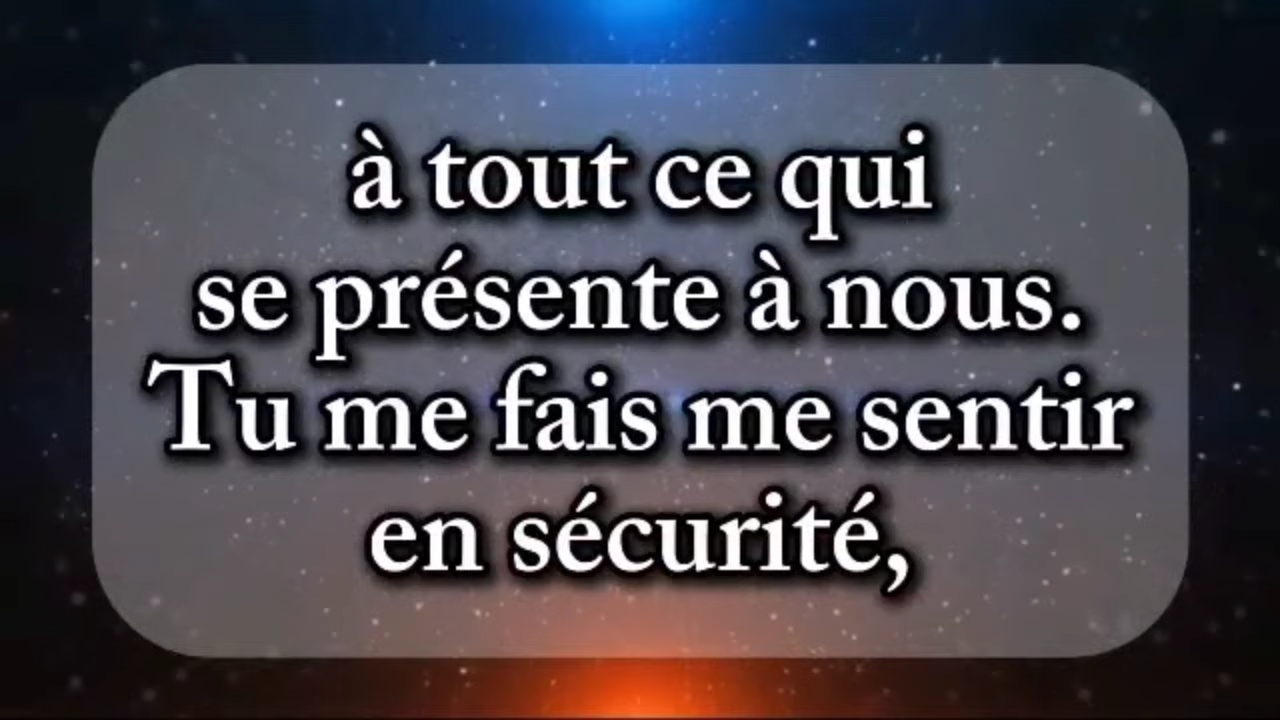 à tout ce qui
se présente à nous.
Tu me fais me sentir
en sécurité,